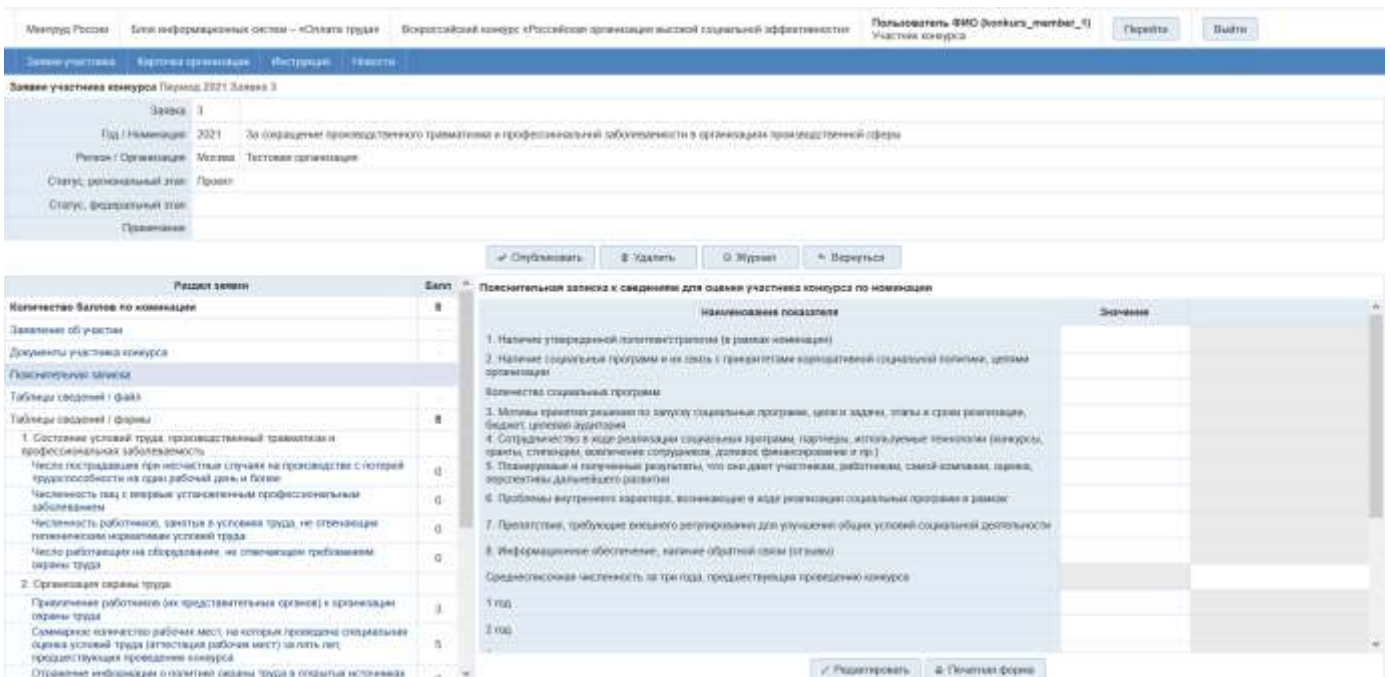 Минтруд России Блок информационных систем – «Оплата труда» Всероссийский конкурс «Российская организация высокой социальной эффективности» Пользователь ФИО (konkurs_member_1) Перейти Выйти
Участник конкурса
Заявки участника Карточка организации Инструкция Новости
Заявки участника конкурса Период 2021 Заявка 3
Заявка 3
Год / Номинация 2021 За сокращение производственного травматизма и профессиональной заболеваемости в организациях производственной сферы
Регион / Организация Москва Тестовая организация
Статус, региональный этап Проект
Статус, федеральный этап
Примечание
Опубликовать Удалить Журнал Вернуться
Раздел заявки Балл
Количество баллов по номинации 8
Заявление об участии
Документы участника конкурса
Пояснительная записка
Таблицы сведений / файл
Таблицы сведений / формы 8
1. Состояние условий труда, производственный травматизм и
профессиональная заболеваемость
Число пострадавших при несчастных случаях на производстве с потерей
трудоспособности на один рабочий день и более 0
Численность лиц с впервые установленным профессиональным
заболеванием 0
Численность работников, занятых в условиях труда, не отвечающих
гигиеническим нормативам условий труда 0
Число работающих на оборудовании, не отвечающем требованиям
охраны труда 0
2. Организация охраны труда
Привлечение работников (их представительных органов) к организации
охраны труда 3
Суммарное количество рабочих мест, на которых проведена специальная
оценка условий труда (аттестация рабочих мест) за пять лет,
предшествующих проведению конкурса 5
Отражение информации о политике охраны труда в открытых источниках
Пояснительная записка к сведениям для оценки участника конкурса по номинации
Наименование показателя Значение
1. Наличие утвержденной политики/стратегии (в рамках номинации)
2. Наличие социальных программ и их связь с приоритетами корпоративной социальной политики, целями
организации
Количество социальных программ
3. Мотивы принятия решения по запуску социальных программ, цели и задачи, этапы и сроки реализации,
бюджет, целевая аудитория
4. Сотрудничество в ходе реализации социальных программ, партнеры, используемые технологии (конкурсы,
гранты, стипендии, вовлечение сотрудников, долевое финансирование и пр.)
5. Планируемые и полученные результаты, что они дают участникам, работникам, самой компании, оценка,
перспективы дальнейшего развития
6. Проблемы внутреннего характера, возникающие в ходе реализации социальных программ в рамках
7. Препятствия, требующие внешнего регулирования для улучшения общих условий социальной деятельности
8. Информационное обеспечение, наличие обратной связи (отзывы)
Среднесписочная численность за три года, предшествующих проведению конкурса
1 год
2 год
Редактировать Печатная форма